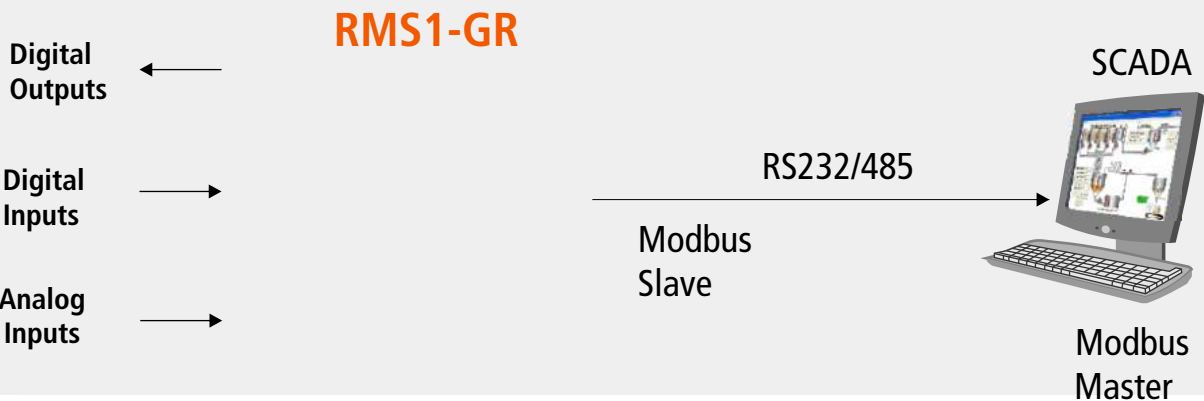 RMS1-GR
Digital
Outputs
SCADA
Digital
Inputs
RS232/485
Modbus
Slave
Analog
Inputs
Modbus
Master